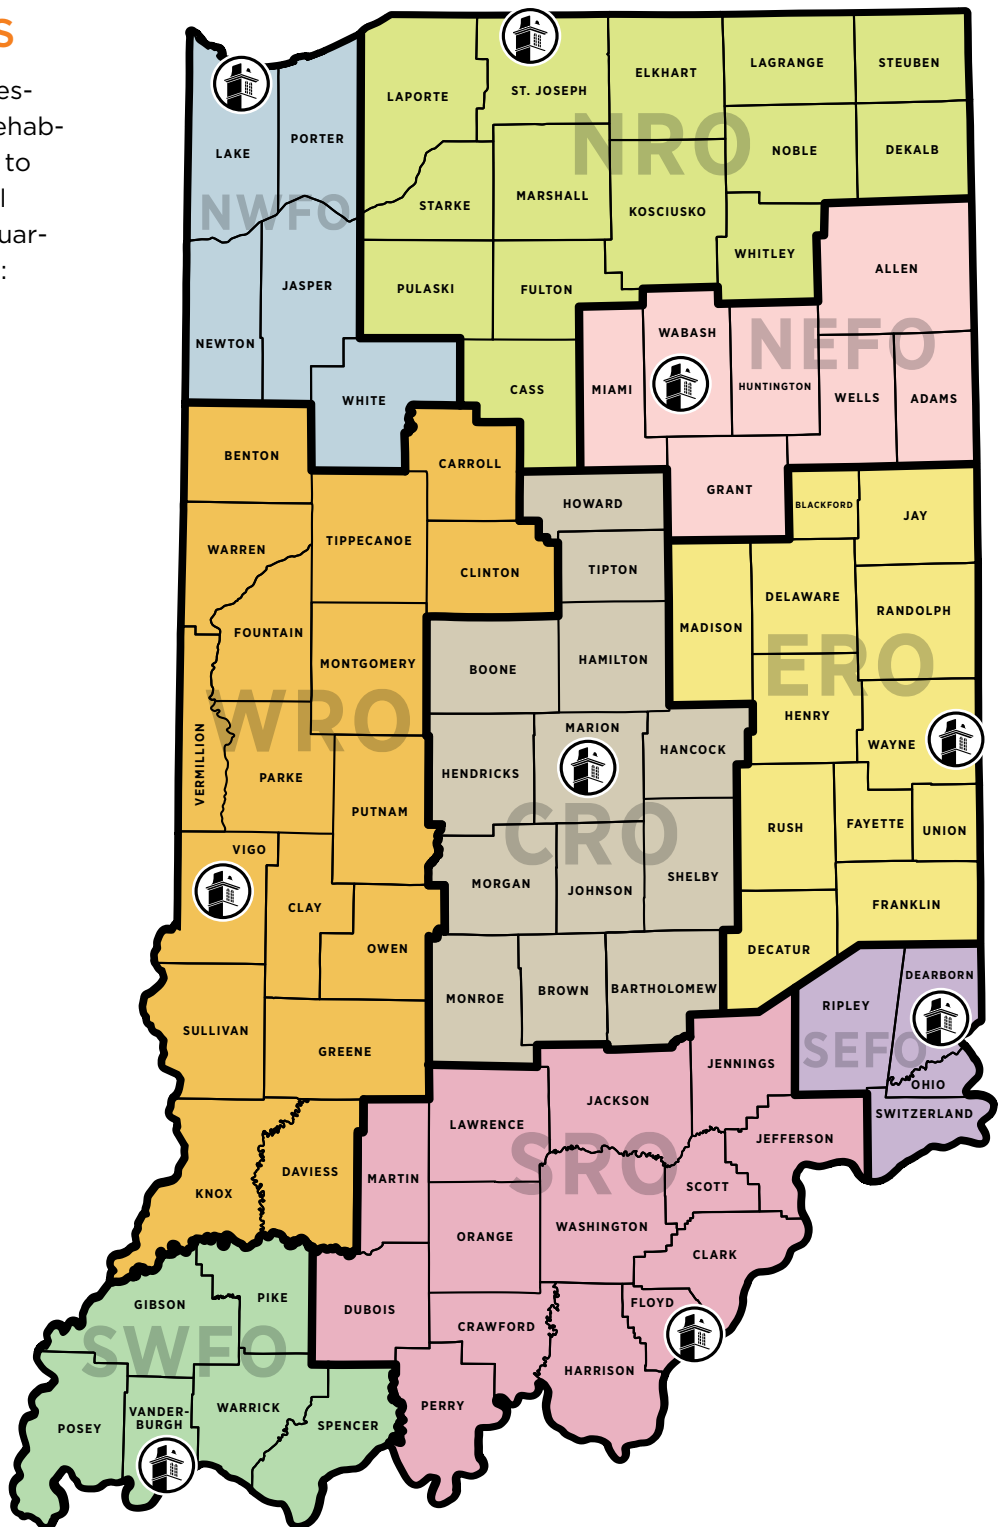 s
es-
ehab-
to
l
uar-
:
LAPORTE
ST. JOSEPH
ELKHART
LAGRANGE
STEUBEN
LAKE
PORTER
NRO
NOBLE
DEKALB
STARKE
MARSHALL
KOSCIUSKO
NWFO
WHITLEY
ALLEN
JASPER
PULASKI
FULTON
NEWTON
WABASH
NEFO
WHITE
CASS
MIAMI
HUNTINGTON
WELLS
ADAMS
BENTON
CARROLL
GRANT
HOWARD
BLACKFORD
JAY
WARREN
TIPPECANOE
CLINTON
TIPTON
DELAWARE
RANDOLPH
FOUNTAIN
MONTGOMERY
BOONE
HAMILTON
MADISON
ERO
WRO
HENRY
WAYNE
VERMILLION
PARKE
PUTNAM
HENDRICKS
MARION
HANCOCK
CRO
RUSH
FAYETTE
UNION
VIGO
CLAY
MORGAN
JOHNSON
SHELBY
FRANKLIN
OWEN
DECATUR
SULLIVAN
GREENE
MONROE
BROWN
BARTHOLOMEW
RIPLEY
DEARBORN
SEFO
OHIO
SWITZERLAND
JENNINGS
LAWRENCE
JACKSON
JEFFERSON
SRO
KNOX
DAVIESS
MARTIN
SCOTT
ORANGE
WASHINGTON
CLARK
GIBSON
PIKE
DUBOIS
CRAWFORD
FLOYD
HARRISON
SWFO
POSEY
VANDER-
BURGH
WARRICK
SPENCER
PERRY